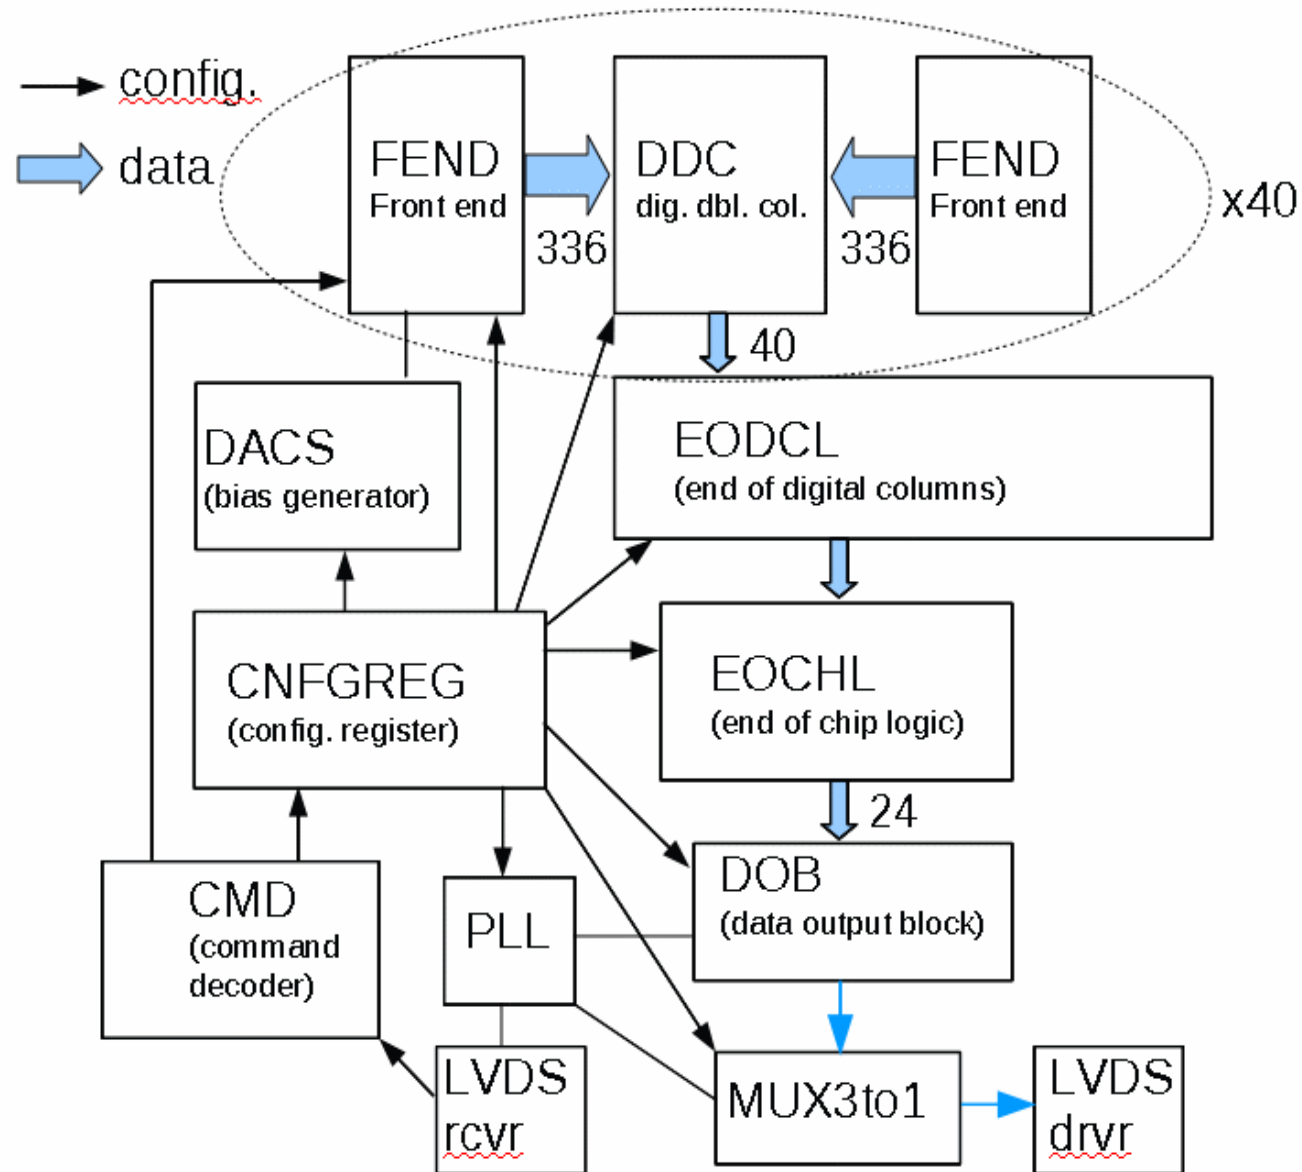 config.
data
FEND
Front end
DDC
dig. dbl. col.
FEND
Front end
x40
336
336
40
DACS
(bias generator)
EODCL
(end of digital columns)
CNFGREG
(config. register)
EOCHL
(end of chip logic)
24
CMD
(command
decoder)
PLL
DOB
(data output block)
LVDS
rcvr
MUX3to1
LVDS
drvr